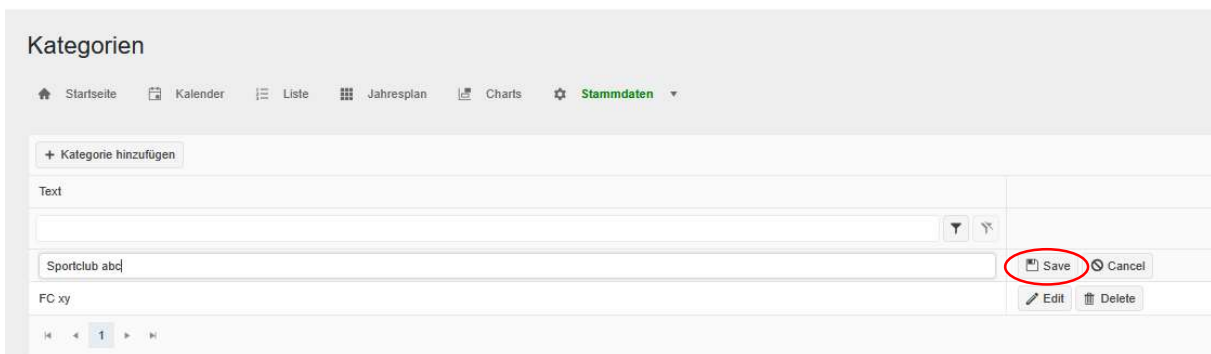 Kategorien
Startseite Kalender Liste Jahresplan Charts Stammdaten
+ Kategorie hinzufügen
Text
Sportclub abc Save Cancel
FC xy Edit Delete
1